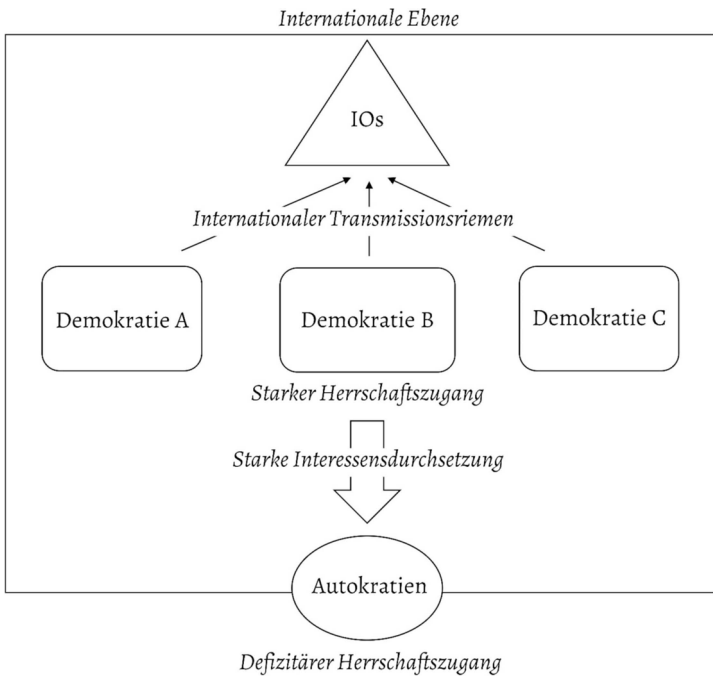 Internationale Ebene
IOs
Internationaler Transmissionsriemen
Demokratie A
Demokratie B
Demokratie C
Starker Herrschaftszugang
Starke Interessensdurchsetzung
Autokratien
Defizitärer Herrschaftszugang